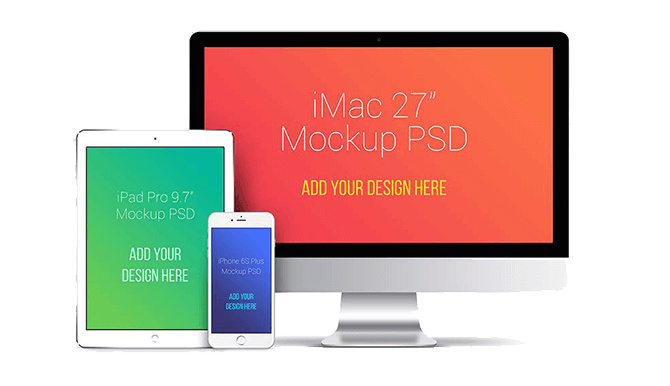 iMac 27”
Mockup PSD
ADD YOUR DESIGN HERE
iPad Pro 9.7”
Mockup PSD
ADD YOUR
DESIGN HERE
iPhone 6S Plus
Mockup PSD
ADD YOUR
DESIGN HERE